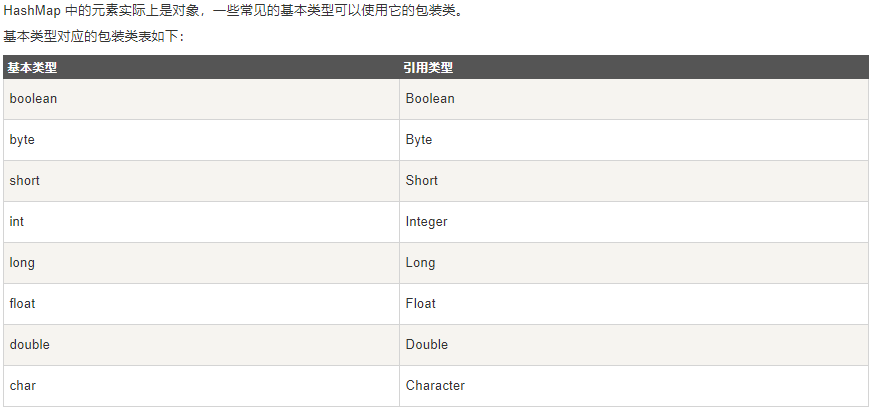 HashMap 中的元素实际上是对象，一些常见的基本类型可以使用它的包装类。
基本类型对应的包装类表如下：
基本类型 引用类型
boolean Boolean
byte Byte
short Short
int Integer
long Long
float Float
double Double
char Character